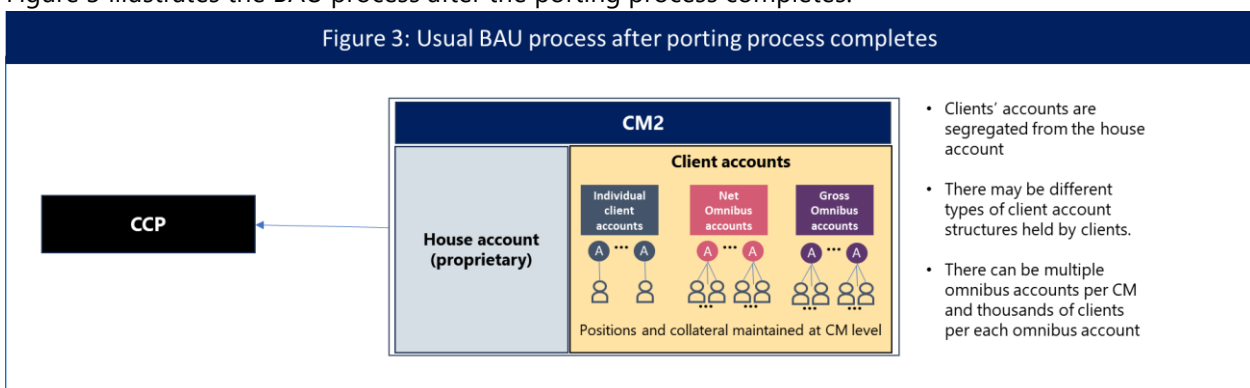 Figure 3 illustrates the BAU process after the porting process completes.
Figure 3: Usual BAU process after porting process completes
CCP
CM2
House account
(proprietary)
Client accounts
Individual
client
accounts
Net
Omnibus
accounts
Gross
Omnibus
accounts
A ... A
A ... A
A ... A
...
...
Positions and collateral maintained at CM level
• Clients’ accounts are
segregated from the house
account
• There may be different
types of client account
structures held by clients.
• There can be multiple
omnibus accounts per CM
and thousands of clients
per each omnibus account